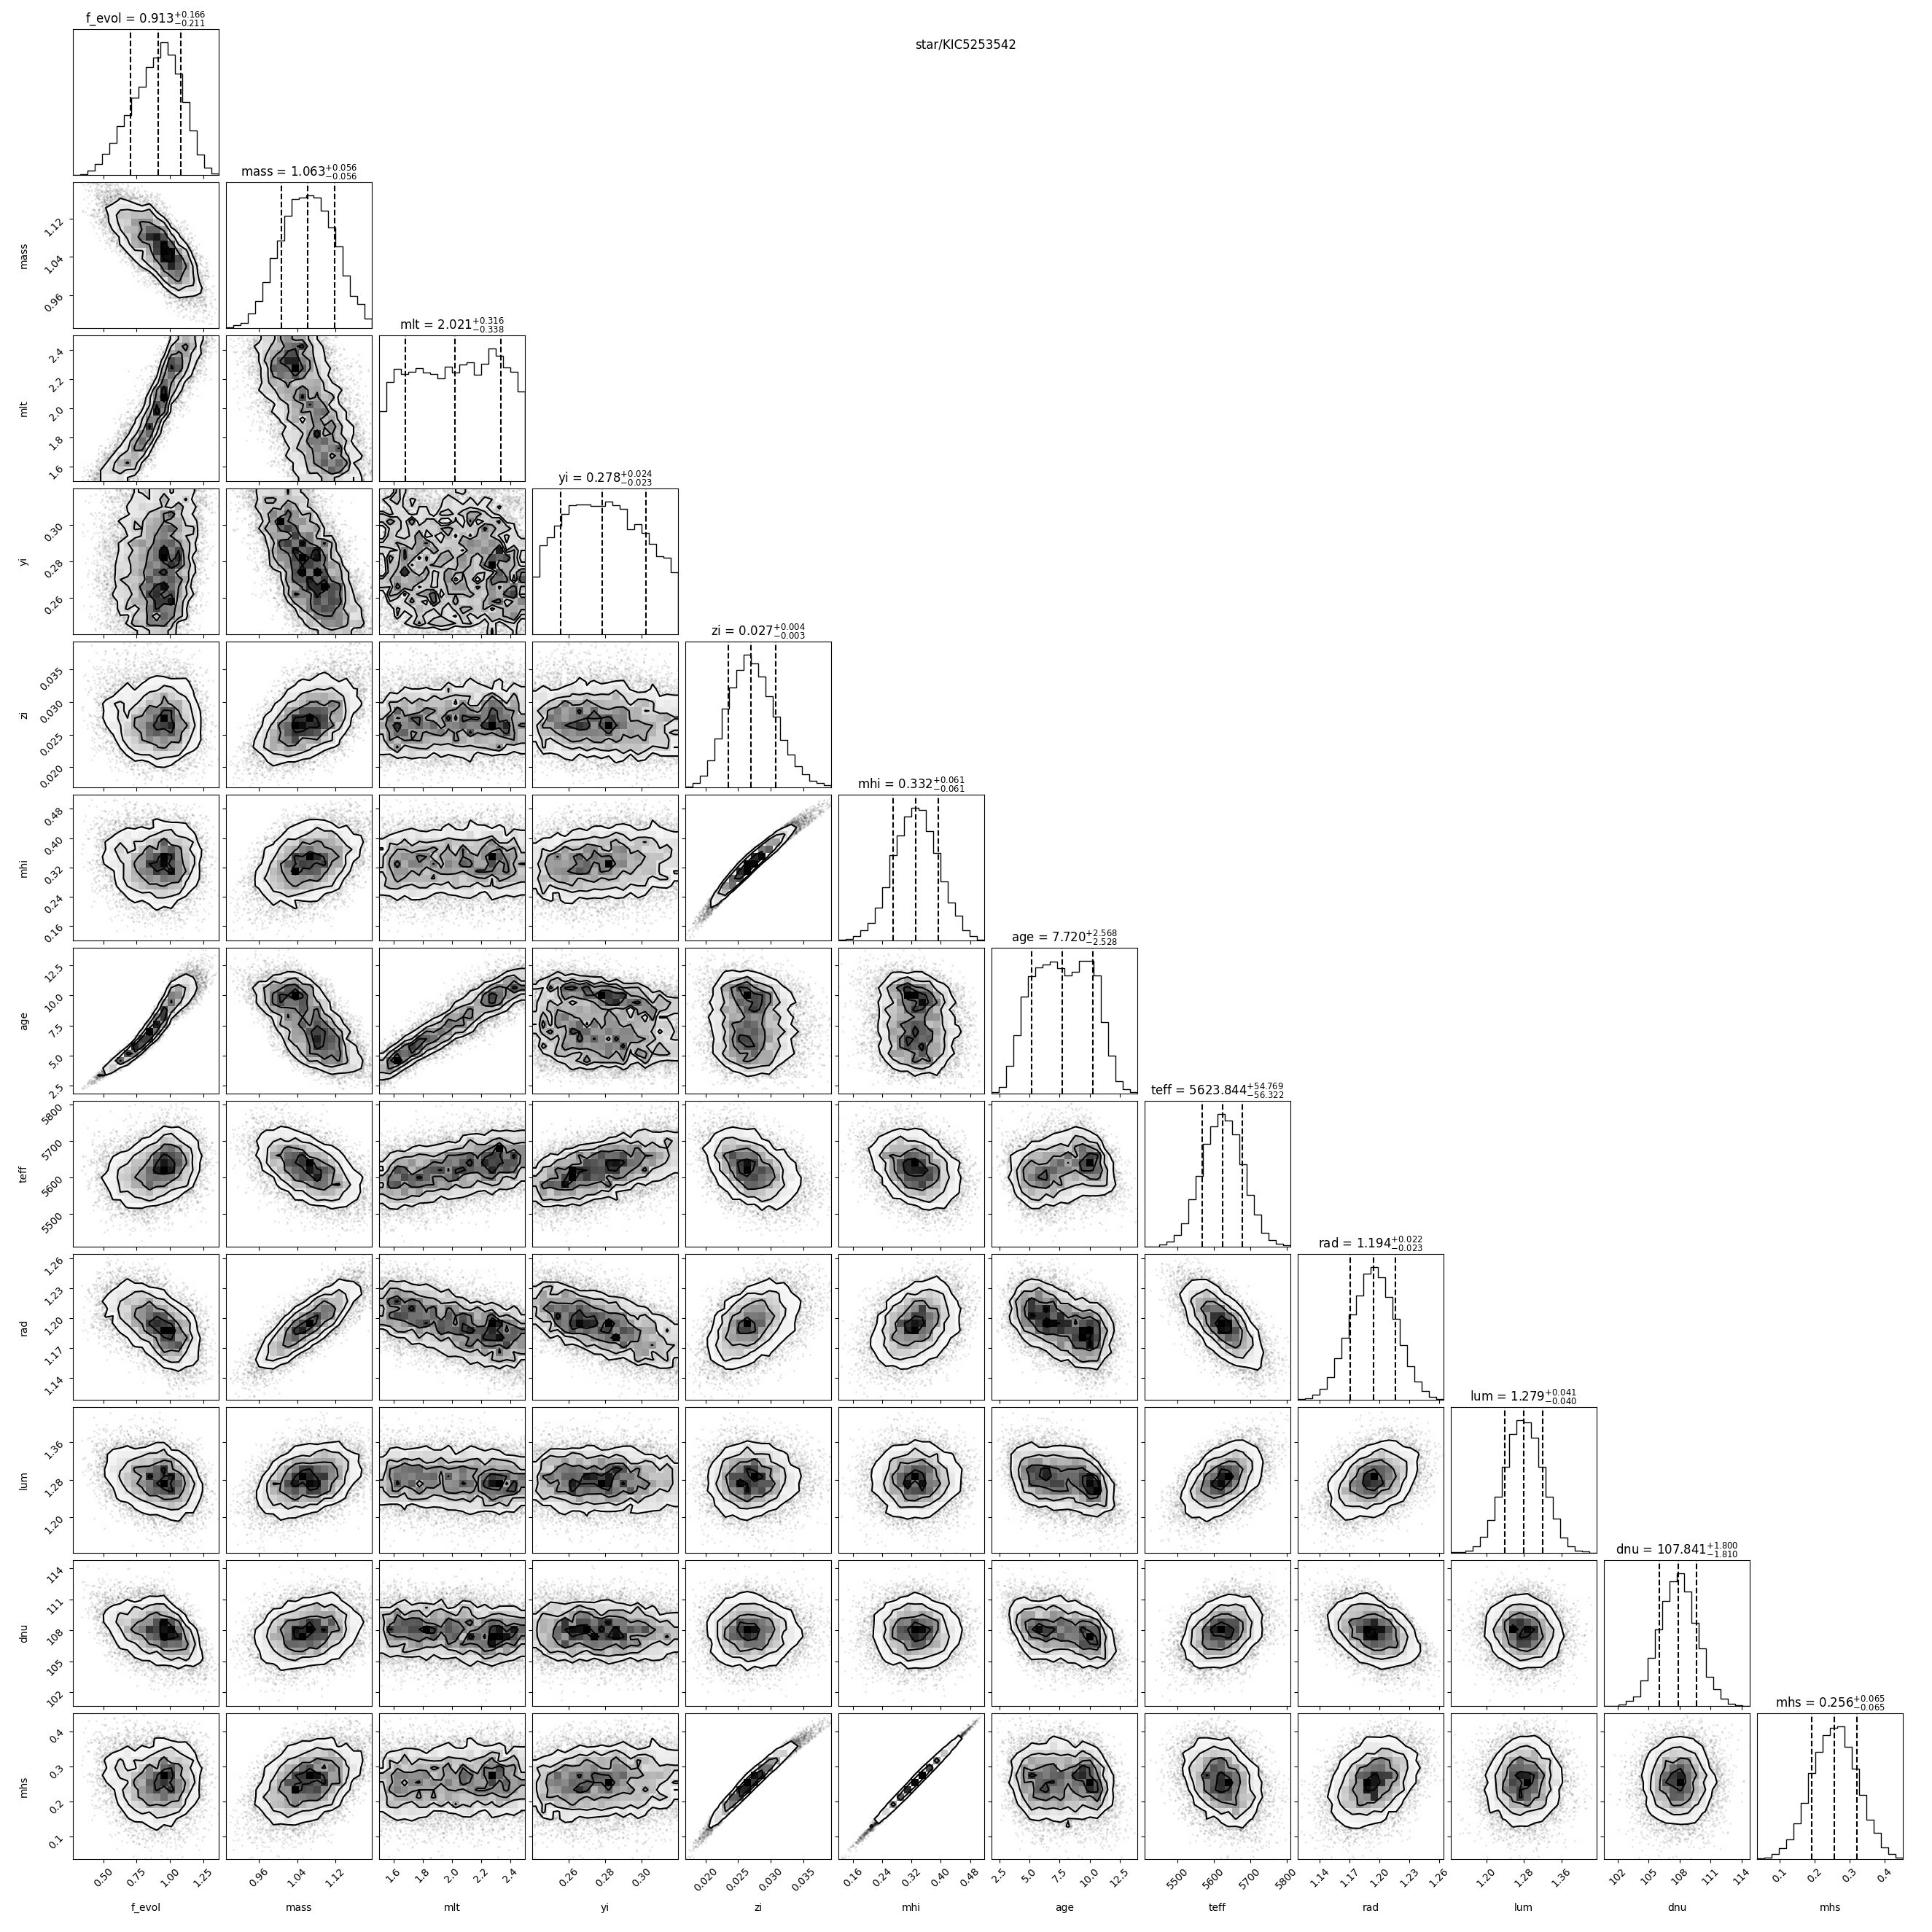 f_evol = 0.913+0.166 −0.211
star/KIC5253542
mass = 1.063+0.056 −0.056
mass
1.12
1.04
0.96
mlt = 2.021+0.316 −0.338
mlt
2.4
2.2
2.0
1.8
1.6
yi = 0.278+0.024 −0.023
yi
0.30
0.28
0.26
zi = 0.027+0.004 −0.003
zi
0.035
0.030
0.025
0.020
mhi = 0.332+0.061 −0.061
mhi
0.48
0.40
0.32
0.24
0.16
age = 7.720+2.568 −2.528
age
12.5
10.0
7.5
5.0
2.5
teff = 5623.844+54.769 −56.322
teff
5800
5700
5600
5500
rad = 1.194+0.022 −0.023
rad
1.26
1.23
1.20
1.17
1.14
lum = 1.279+0.041 −0.040
lum
1.36
1.28
1.20
dnu = 107.841+1.800 −1.810
dnu
114
111
108
105
102
mhs = 0.256+0.065 −0.065
mhs
0.4
0.3
0.2
0.1
0.50 0.75 1.00 1.25 0.96 1.04 1.12 1.6 1.8 2.0 2.2 2.4 0.26 0.28 0.30 0.020 0.025 0.030 0.035 0.16 0.24 0.32 0.40 0.48 2.5 5.0 7.5 10.0 12.5 5500 5600 5700 5800 1.14 1.17 1.20 1.23 1.26 1.20 1.28 1.36 102 105 108 111 114 0.1 0.2 0.3 0.4
f_evol mass mlt yi zi mhi age teff rad lum dnu mhs